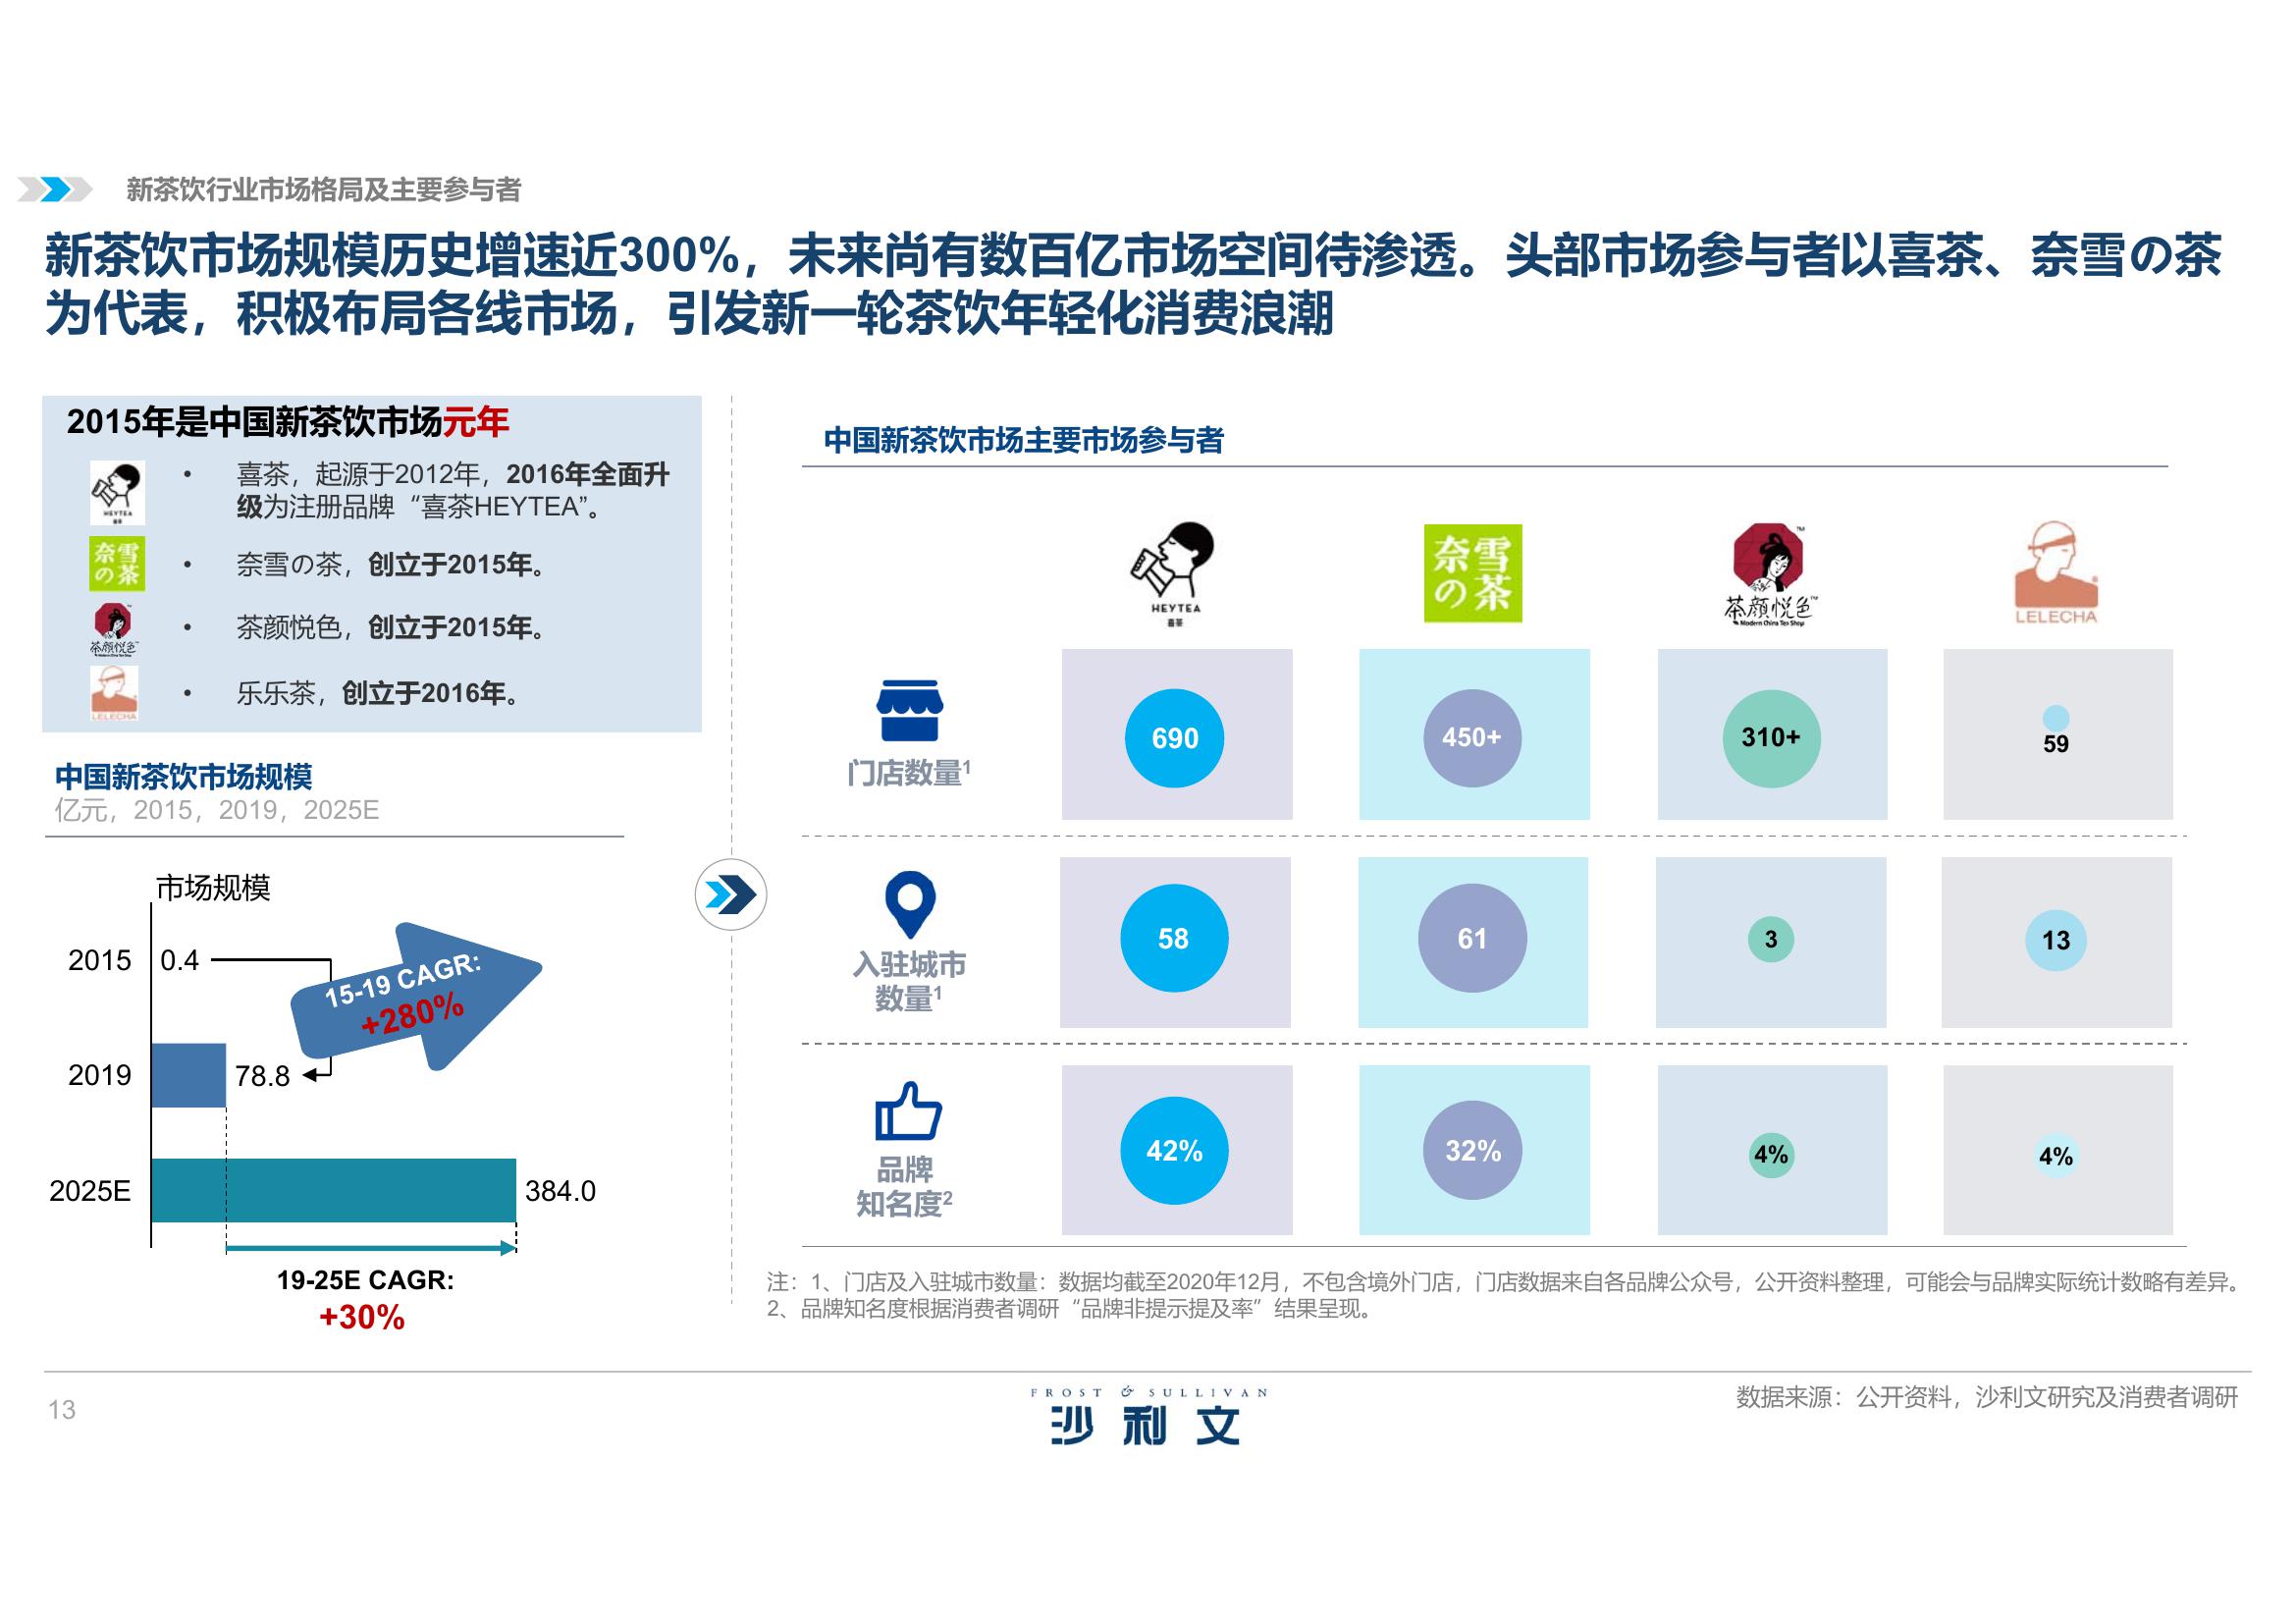 新茶饮行业市场格局及主要参与者
新茶饮市场规模历史增速近300%，未来尚有数百亿市场空间待渗透。头部市场参与者以喜茶、奈雪の茶
为代表，积极布局各线市场，引发新一轮茶饮年轻化消费浪潮
2015年是中国新茶饮市场元年
HEYTEA
喜茶
• 喜茶，起源于2012年，2016年全面升
级为注册品牌“喜茶HEYTEA”。
奈雪
の茶
• 奈雪の茶，创立于2015年。
茶颜悦色
• 茶颜悦色，创立于2015年。
LELECHA
• 乐乐茶，创立于2016年。
中国新茶饮市场规模
亿元，2015，2019，2025E
市场规模
2015 0.4
15-19 CAGR:
+280%
2019 78.8
2025E 384.0
19-25E CAGR:
+30%
中国新茶饮市场主要市场参与者
HEYTEA
喜茶
奈雪
の茶
茶颜悦色™
Modern China Tea Shop
LELECHA
门店数量1 690 450+ 310+ 59
入驻城市
数量1
58 61 3 13
品牌
知名度2
42% 32% 4% 4%
注：1、门店及入驻城市数量：数据均截至2020年12月，不包含境外门店，门店数据来自各品牌公众号，公开资料整理，可能会与品牌实际统计数略有差异。
2、品牌知名度根据消费者调研“品牌非提示提及率”结果呈现。
13
FROST & SULLIVAN
沙利文
数据来源：公开资料，沙利文研究及消费者调研